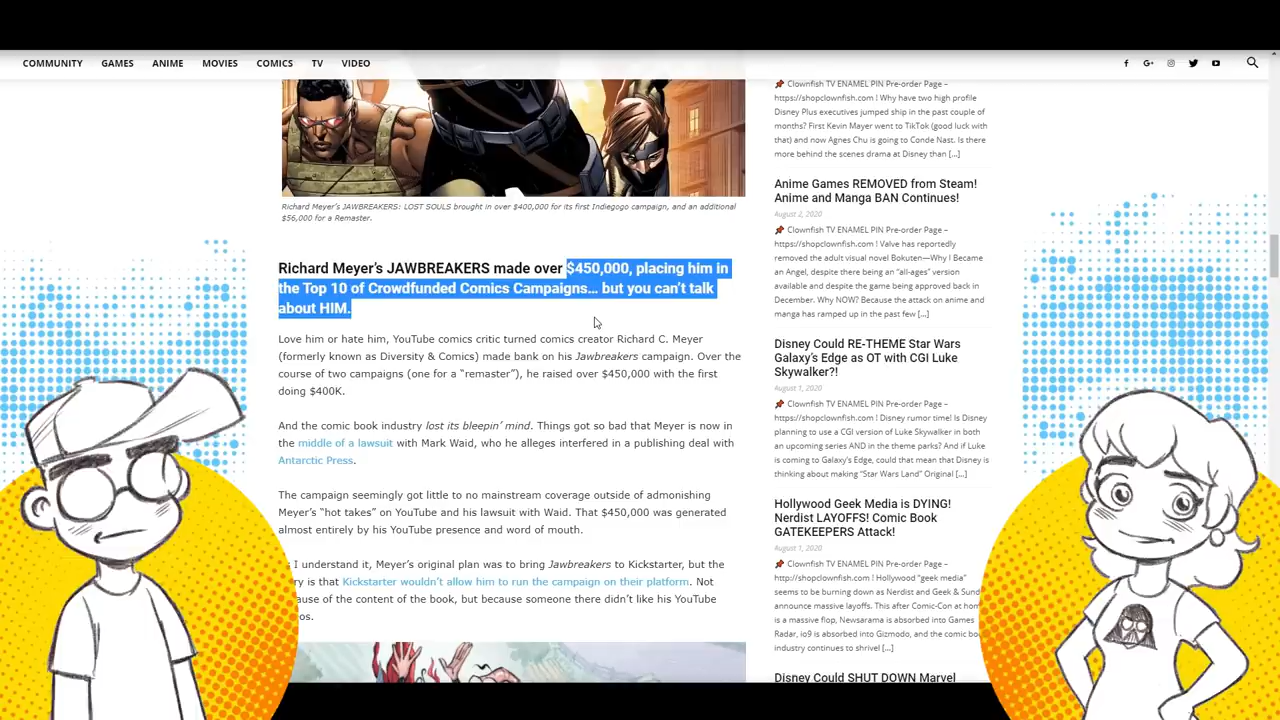 COMMUNITY GAMES ANIME MOVIES COMICS TV VIDEO
Richard Meyer's JAWBREAKERS: LOST SOULS brought in over $400,000 for its first Indiegogo campaign, and an additional
$56,000 for a Remaster.
Richard Meyer's JAWBREAKERS made over $450,000, placing him in
the Top 10 of Crowdfunded Comics Campaigns... but you can't talk
about HIM.
Love him or hate him, YouTube comics critic turned comics creator Richard C. Meyer
(formerly known as Diversity & Comics) made bank on his Jawbreakers campaign. Over the
course of two campaigns (one for a "remaster"), he raised over $450,000 with the first
doing $400K.
And the comic book industry lost its bleepin' mind. Things got so bad that Meyer is now in
the middle of a lawsuit with Mark Waid, who he alleges interfered in a publishing deal with
Antarctic Press.
The campaign seemingly got little to no mainstream coverage outside of admonishing
Meyer's "hot takes" on YouTube and his lawsuit with Waid. That $450,000 was generated
almost entirely by his YouTube presence and word of mouth.
I understand it, Meyer's original plan was to bring Jawbreakers to Kickstarter, but the
ry is that Kickstarter wouldn't allow him to run the campaign on their platform. Not
ause of the content of the book, but because someone there didn't like his YouTube
os.
Clownfish TV ENAMEL PIN Pre-order Page –
https://shopclownfish.com ! Why have two high profile
Disney Plus executives jumped ship in the past couple of
months? First Kevin Mayer went to TikTok (good luck with
that) and now Agnes Chu is going to Conde Nast. Is there
more behind the scenes drama at Disney than [...]
Anime Games REMOVED from Steam!
Anime and Manga BAN Continues!
August 2, 2020
Clownfish TV ENAMEL PIN Pre-order Page –
https://shopclownfish.com ! Valve has reportedly
removed the adult visual novel Bokuten—Why I Became
an Angel, despite there being an "all-ages" version
available and despite the game being approved back in
December. Why NOW? Because the attack on anime and
manga has ramped up in the past few [...]
Disney Could RE-THEME Star Wars
Galaxy's Edge as OT with CGI Luke
Skywalker?!
August 1, 2020
Clownfish TV ENAMEL PIN Pre-order Page –
https://shopclownfish.com ! Disney rumor time! Is Disney
planning to use a CGI version of Luke Skywalker in both
an upcoming series AND in the theme parks? And if Luke
is coming to Galaxy's Edge, could that mean that Disney is
thinking about making "Star Wars Land" Original [...]
Hollywood Geek Media is DYING!
Nerdist LAYOFFS! Comic Book
GATEKEEPERS Attack!
August 1, 2020
Clownfish TV ENAMEL PIN Pre-order Page –
http://shopclownfish.com ! Hollywood "geek media"
seems to be burning down as Nerdist and Geek & Sund
announce massive layoffs. This after Comic-Con at hom
is a massive flop, Newsarama is absorbed into Games
Radar, io9 is absorbed into Gizmodo, and the comic bo
industry continues to shrivel [...]
Disney Could SHUT DOWN Marvel